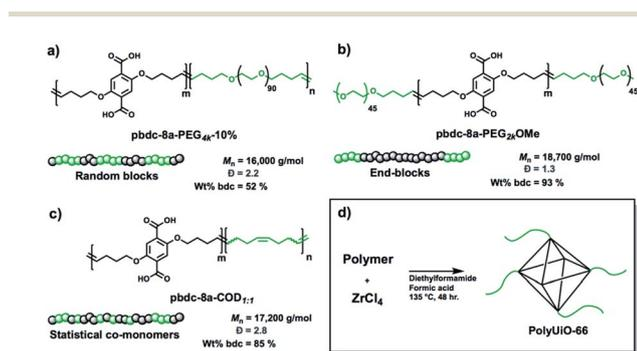 a)
O
OH
O
O
O
O
90
m
n
HO
O
pbdc-8a-PEG4k-10%
Random blocks
Mn = 16,000 g/mol
Đ = 2.2
Wt% bdc = 52 %
b)
O
OH
O
O
O
O
O
O
45
m
45
HO
O
pbdc-8a-PEG2kOMe
End-blocks
Mn = 18,700 g/mol
Đ = 1.3
Wt% bdc = 93 %
c)
O
OH
O
O
m
n
HO
O
pbdc-8a-COD1:1
Statistical co-monomers
Mn = 17,200 g/mol
Đ = 2.8
Wt% bdc = 85 %
d)
Polymer
+
ZrCl4
Diethylformamide
Formic acid
135 °C, 48 hr.
PolyUiO-66